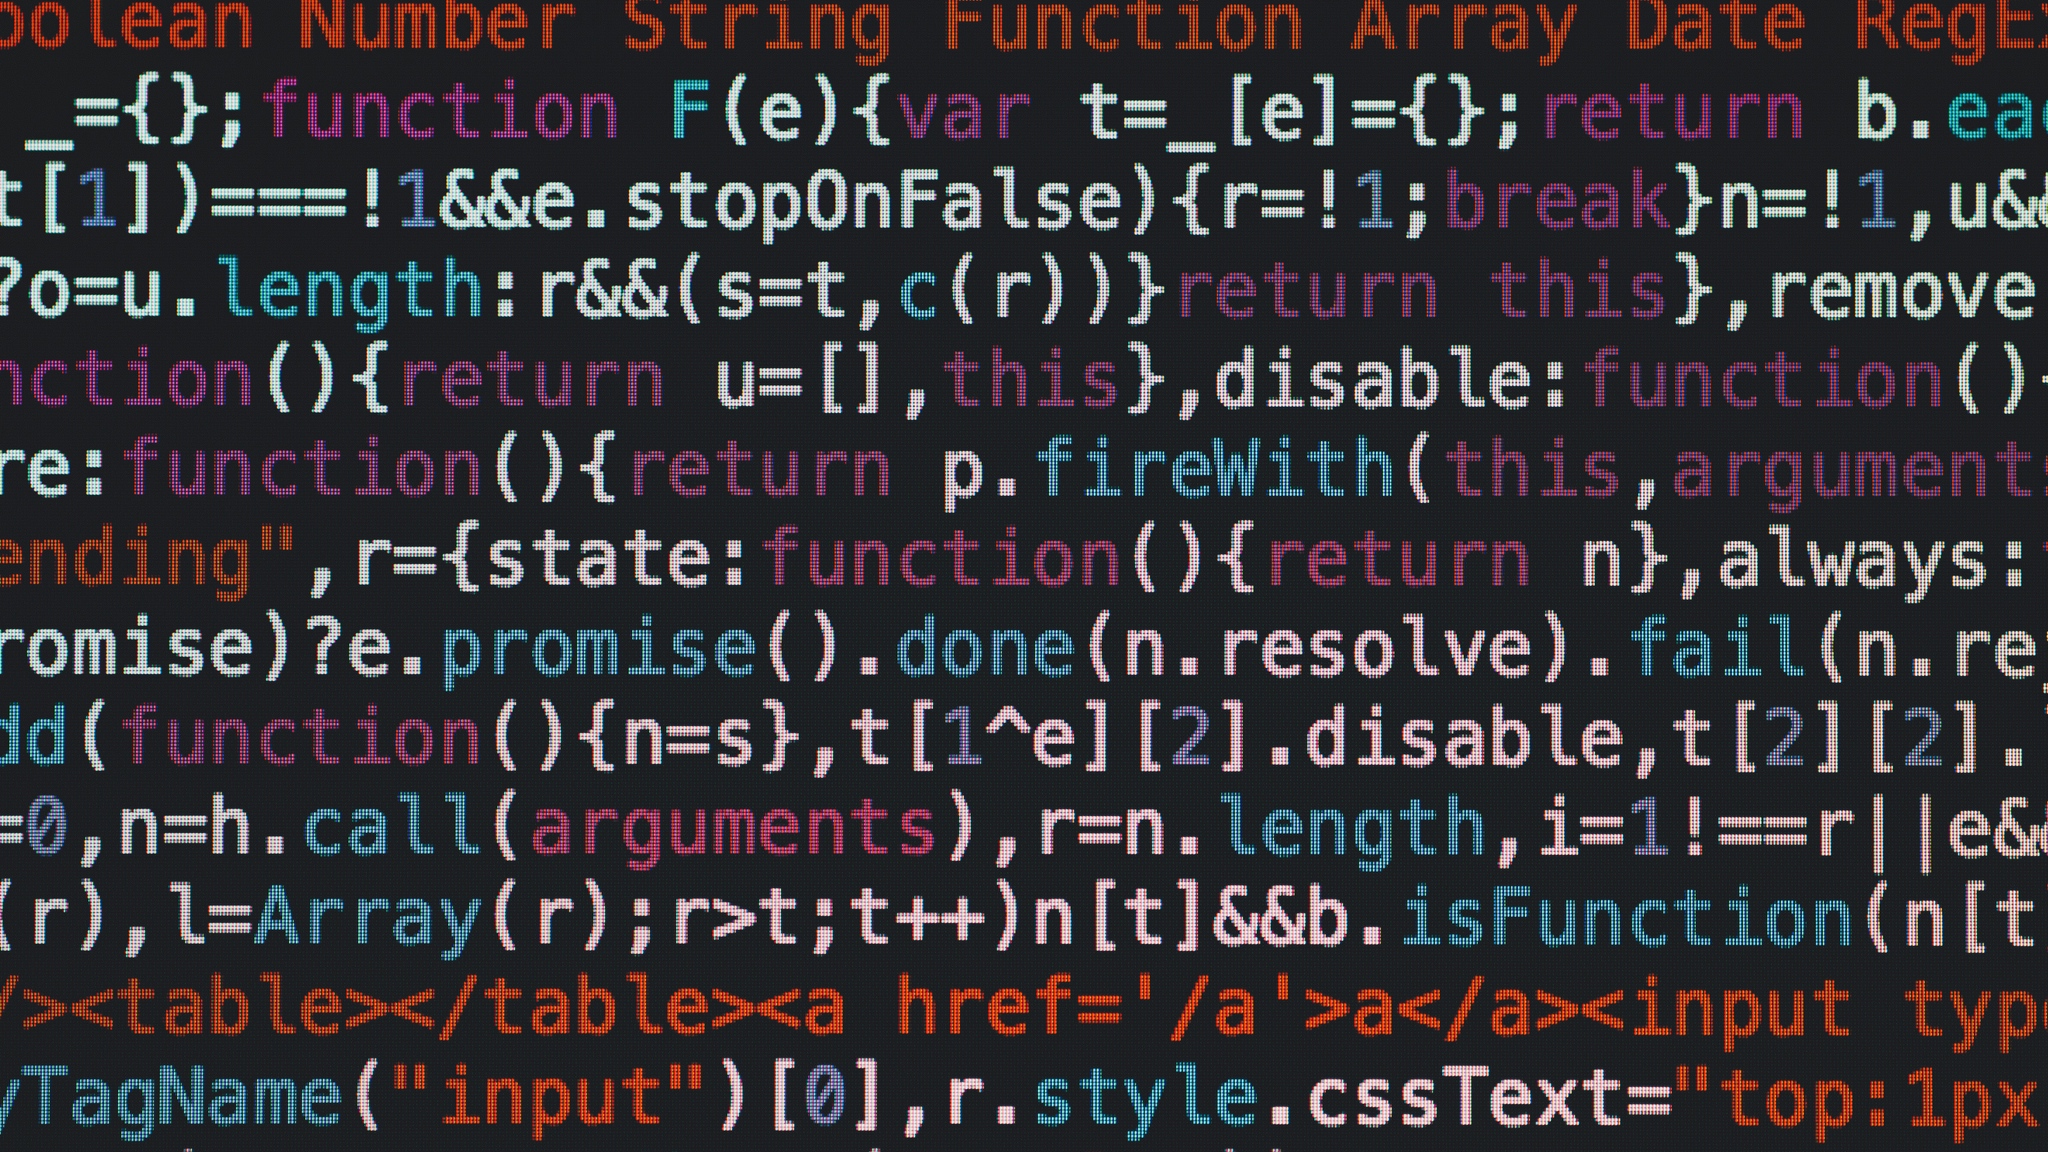 oolean Number String Function Array Date RegEx
_={};function F(e){var t=_[e]={};return b.eac
t[1])===!1&&e.stopOnFalse){r=!1;break}n=!1,u&&
?o=u.length:r&&(s=t,c(r))}return this},remove
nction(){return u=[],this},disable:function(){
re:function(){return p.fireWith(this,arguments
ending",r={state:function(){return n},always:
romise)?e.promise().done(n.resolve).fail(n.re
dd(function(){n=s},t[1^e][2].disable,t[2][2].
=0,n=h.call(arguments),r=n.length,i=1!==r||e&&
(r),l=Array(r);r>t;t++)n[t]&&b.isFunction(n[t
/><table></table><a href='/a'>a</a><input typ
yTagName("input")[0],r.style.cssText="top:1px